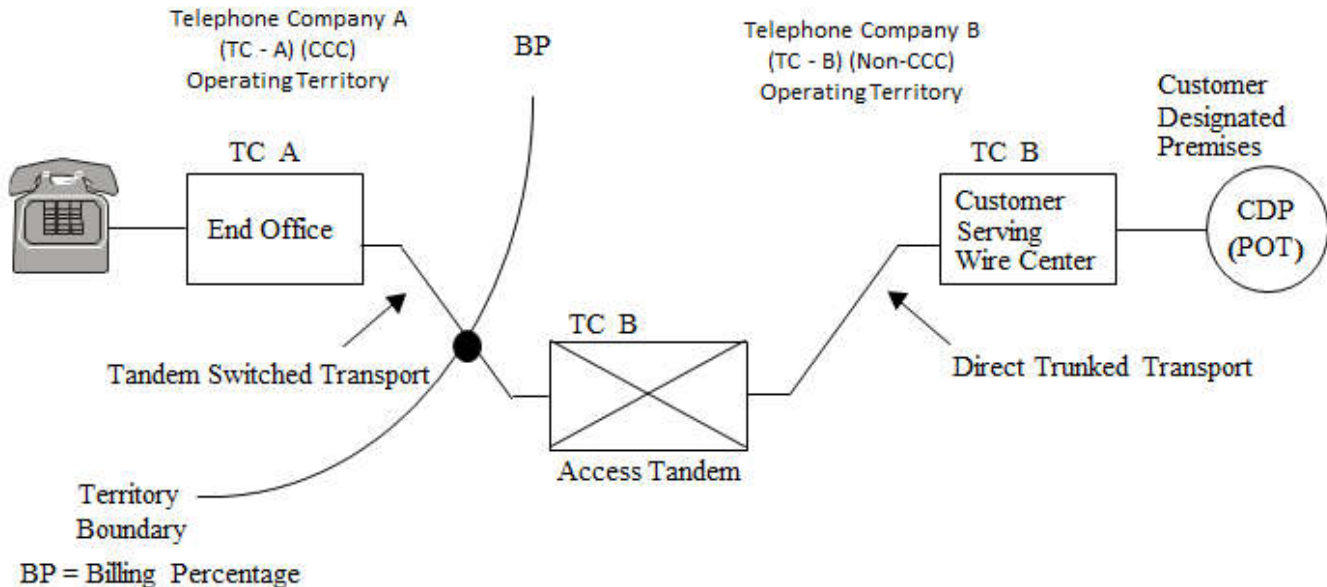 Telephone Company A
(TC - A) (CCC)
Operating Territory
BP
Telephone Company B
(TC - B) (Non-CCC)
Operating Territory
Customer
Designated
Premises
TC A
End Office
TC B
Customer
Serving
Wire Center
CDP
(POT)
Tandem Switched Transport
TC B
Access Tandem
Direct Trunked Transport
Territory
Boundary
BP = Billing Percentage